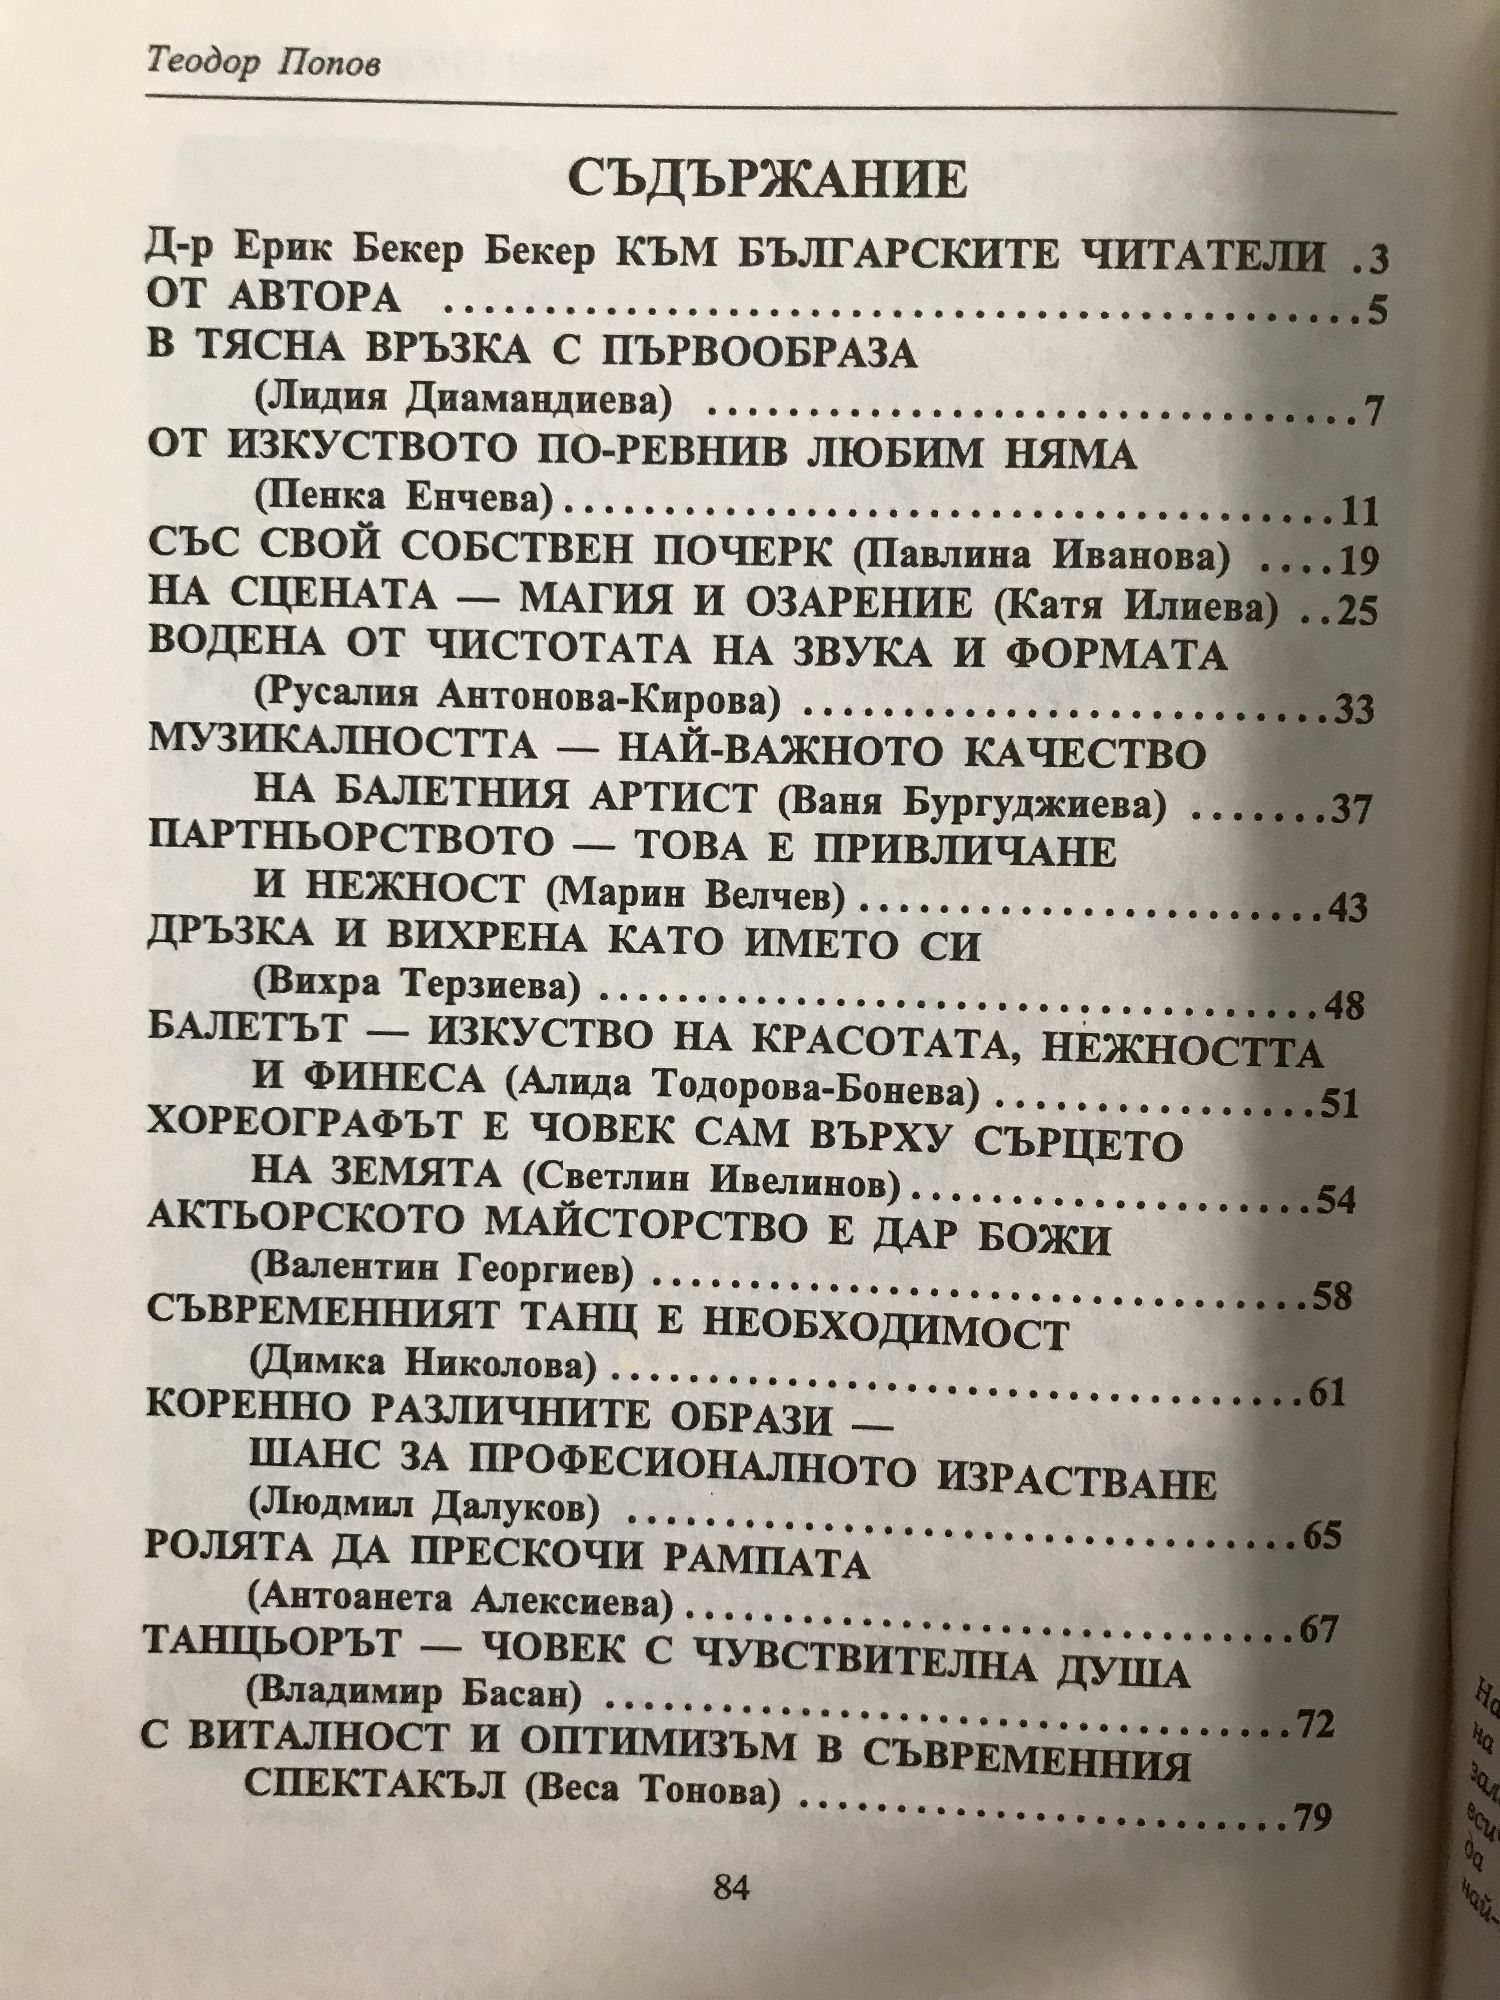 Теодор Попов
СЪДЪРЖАНИЕ
Д-р Ерик Бекер Бекер КЪМ БЪЛГАРСКИТЕ ЧИТАТЕЛИ .3
ОТ АВТОРА ................................................5
В ТЯСНА ВРЪЗКА С ПЪРВООБРАЗА
(Лидия Диамандиева) .................................7
ОТ ИЗКУСТВОТО ПО-РЕВНИВ ЛЮБИМ НЯМА
(Пенка Енчева).......................................11
СЪС СВОЙ СОБСТВЕН ПОЧЕРК (Павлина Иванова) ....19
НА СЦЕНАТА — МАГИЯ И ОЗАРЕНИЕ (Катя Илиева) ..25
ВОДЕНА ОТ ЧИСТОТАТА НА ЗВУКА И ФОРМАТА
(Русалия Антонова-Кирова) ...........................33
МУЗИКАЛНОСТТА — НАЙ-ВАЖНОТО КАЧЕСТВО
НА БАЛЕТНИЯ АРТИСТ (Ваня Бургуджиева) .......37
ПАРТНЬОРСТВОТО — ТОВА Е ПРИВЛИЧАНЕ
И НЕЖНОСТ (Марин Велчев)........................43
ДРЪЗКА И ВИХРЕНА КАТО ИМЕТО СИ
(Вихра Терзиева) .....................................48
БАЛЕТЪТ — ИЗКУСТВО НА КРАСОТАТА, НЕЖНОСТТА
И ФИНЕСА (Алида Тодорова-Бонева).................51
ХОРЕОГРАФЪТ Е ЧОВЕК САМ ВЪРХУ СЪРЦЕТО
НА ЗЕМЯТА (Светлин Ивелинов).....................54
АКТЬОРСКОТО МАЙСТОРСТВО Е ДАР БОЖИ
(Валентин Георгиев) ..................................58
СЪВРЕМЕННИЯТ ТАНЦ Е НЕОБХОДИМОСТ
(Димка Николова) ....................................61
КОРЕННО РАЗЛИЧНИТЕ ОБРАЗИ —
ШАНС ЗА ПРОФЕСИОНАЛНОТО ИЗРАСТВАНЕ
(Людмил Далуков) ...................................65
РОЛЯТА ДА ПРЕСКОЧИ РАМПАТА
(Антоанета Алексиева)................................67
ТАНЦЬОРЪТ — ЧОВЕК С ЧУВСТВИТЕЛНА ДУША
(Владимир Басан) ....................................72
С ВИТАЛНОСТ И ОПТИМИЗЪМ В СЪВРЕМЕННИЯ
СПЕКТАКЪЛ (Веса Тонова) ..........................79
84
на
да
най-